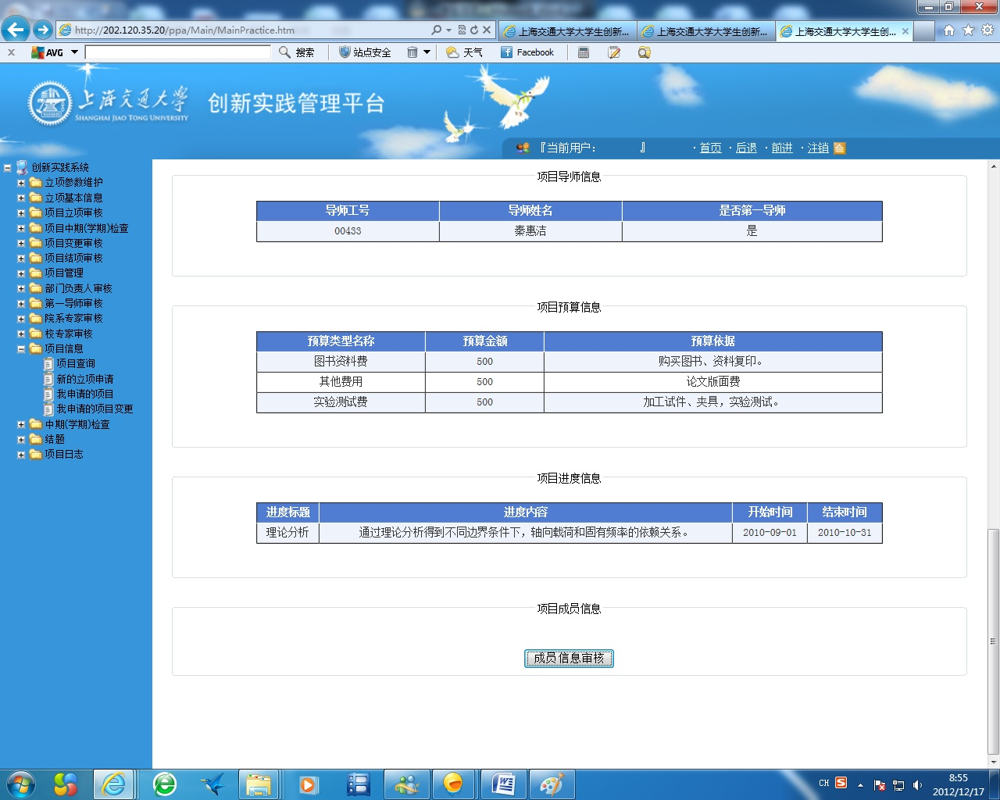 http://202.120.35.20/ppa/Main/MainPractice.htm
上海交通大学大学生创新...
上海交通大学大学生创新...
上海交通大学大学生创...
AVG
搜索
站点安全
天气
Facebook
上海交通大学
SHANGHAI JIAO TONG UNIVERSITY
创新实践管理平台
『当前用户： 』
·首页 ·后退 ·前进 ·注销
创新实践系统
立项参数维护
立项基本信息
项目立项审核
项目中期(学期)检查
项目变更审核
项目结项审核
项目管理
部门负责人审核
第一导师审核
院系专家审核
校专家审核
项目信息
项目查询
新的立项申请
我申请的项目
我申请的项目变更
中期(学期)检查
结题
项目日志
项目导师信息
导师工号 导师姓名 是否第一导师
00433 秦惠洁 是
项目预算信息
预算类型名称 预算金额 预算依据
图书资料费 500 购买图书、资料复印。
其他费用 500 论文版面费
实验测试费 500 加工试件、夹具，实验测试。
项目进度信息
进度标题 进度内容 开始时间 结束时间
理论分析 通过理论分析得到不同边界条件下，轴向载荷和固有频率的依赖关系。 2010-09-01 2010-10-31
项目成员信息
成员信息审核
CH
8:55
2012/12/17